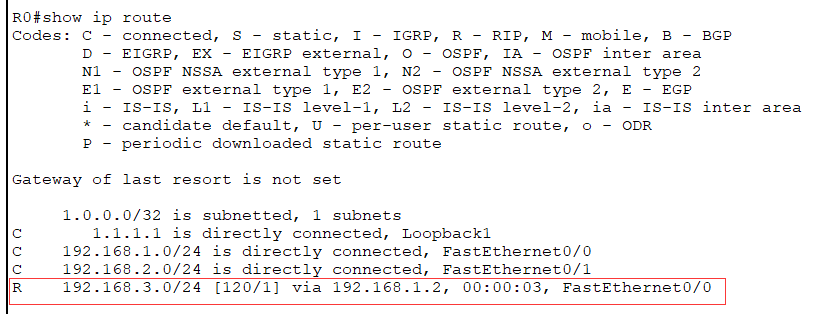 R0#show ip route
Codes: C - connected, S - static, I - IGRP, R - RIP, M - mobile, B - BGP
       D - EIGRP, EX - EIGRP external, O - OSPF, IA - OSPF inter area
       N1 - OSPF NSSA external type 1, N2 - OSPF NSSA external type 2
       E1 - OSPF external type 1, E2 - OSPF external type 2, E - EGP
       i - IS-IS, L1 - IS-IS level-1, L2 - IS-IS level-2, ia - IS-IS inter area
       * - candidate default, U - per-user static route, o - ODR
       P - periodic downloaded static route

Gateway of last resort is not set

     1.0.0.0/32 is subnetted, 1 subnets
C       1.1.1.1 is directly connected, Loopback1
C    192.168.1.0/24 is directly connected, FastEthernet0/0
C    192.168.2.0/24 is directly connected, FastEthernet0/1
R    192.168.3.0/24 [120/1] via 192.168.1.2, 00:00:03, FastEthernet0/0